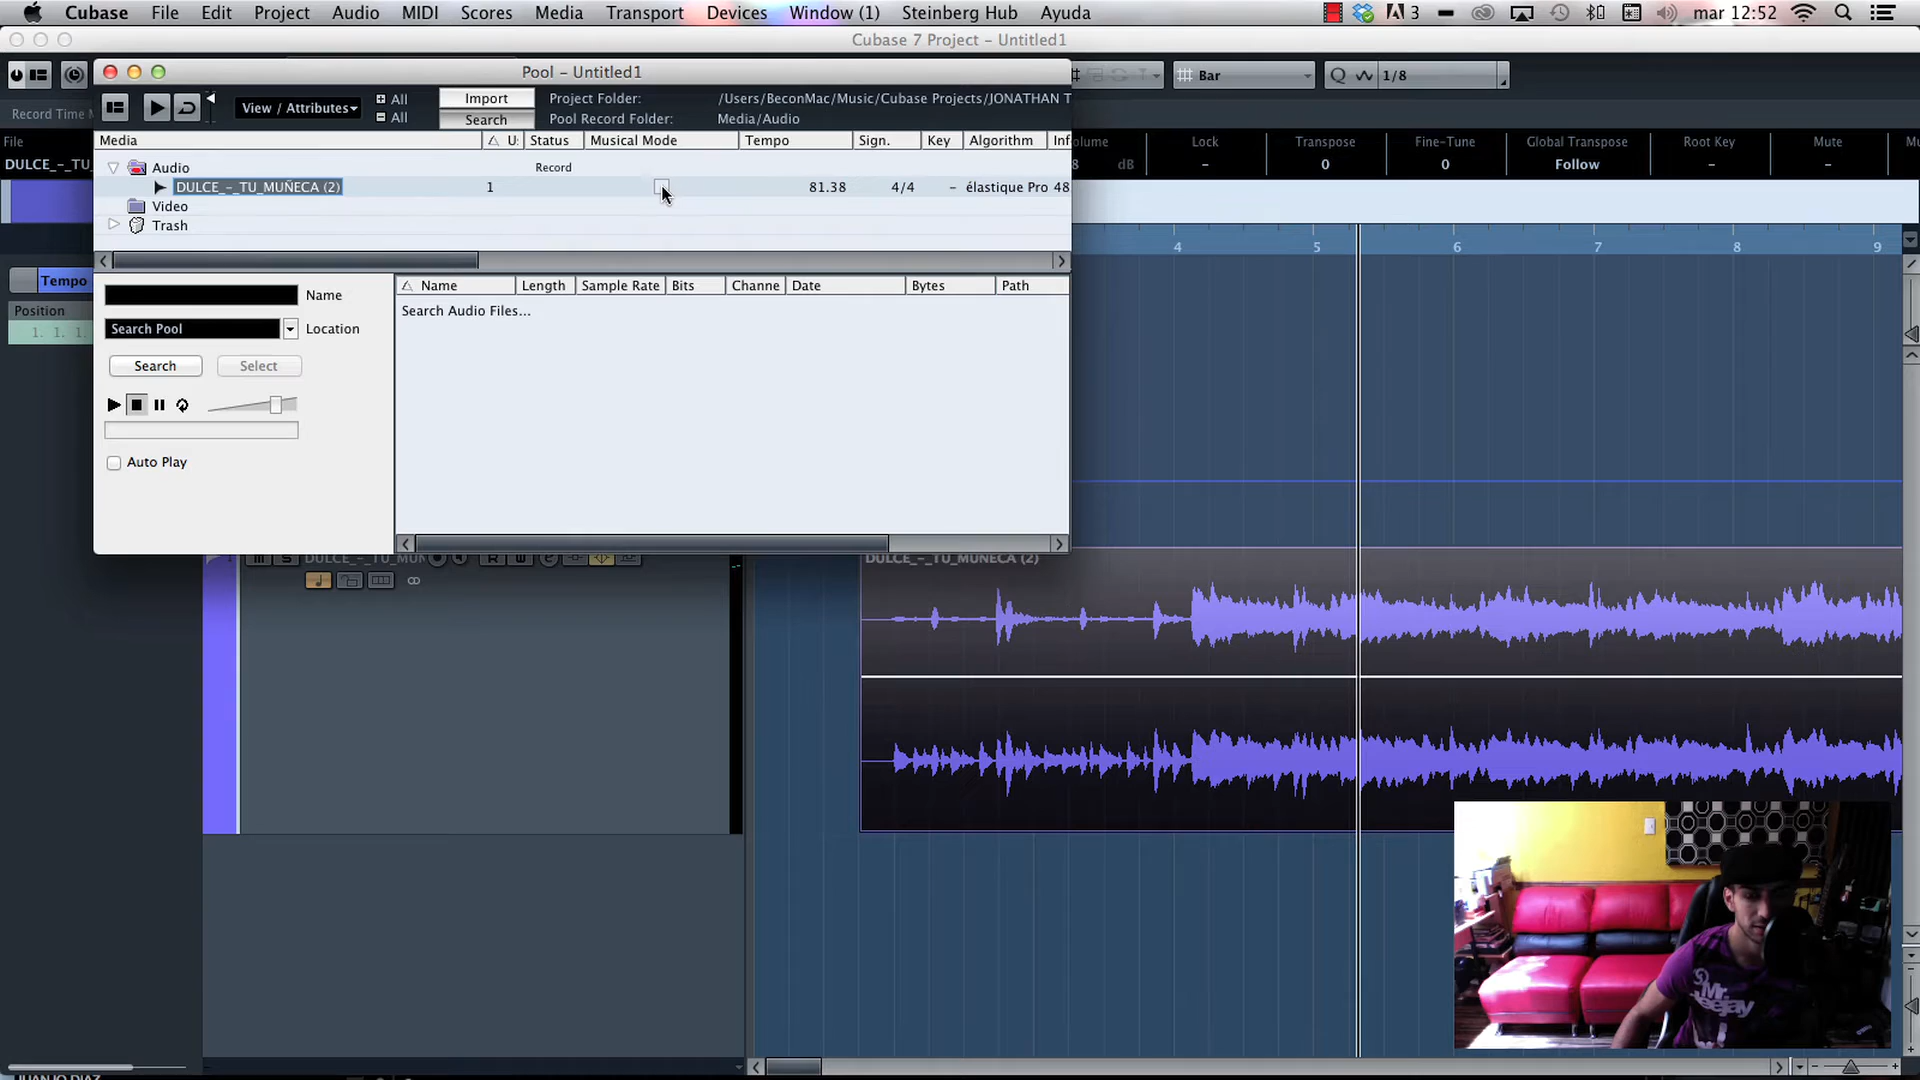 Cubase File Edit Project Audio MIDI Scores Media Transport Devices Window (1) Steinberg Hub Ayuda 3 mar 12:52
Cubase 7 Project - Untitled1
Pool - Untitled1
Bar Q 1/8
View / Attributes All Import Project Folder: /Users/BeconMac/Music/Cubase Projects/JONATHAN T
All Search Pool Record Folder: Media/Audio
Record Time
File olume Lock Transpose Fine-Tune Global Transpose Root Key Mute
DULCE_-_TU_ 8 dB - 0 0 Follow - -
Media U: Status Musical Mode Tempo Sign. Key Algorithm Inf
Audio Record
DULCE_-_TU_MUÑECA (2) 1 81.38 4/4 - élastique Pro 48
Video
Trash
4 5 6 7 8 9
Tempo
Position
1. 1. 1.
Name
Search Pool Location
Search Select
Auto Play
Name Length Sample Rate Bits Channe Date Bytes Path
Search Audio Files...
DULCE_-_TU_MUÑECA (2)
Mr. Deejay
JUANJO DIAZ